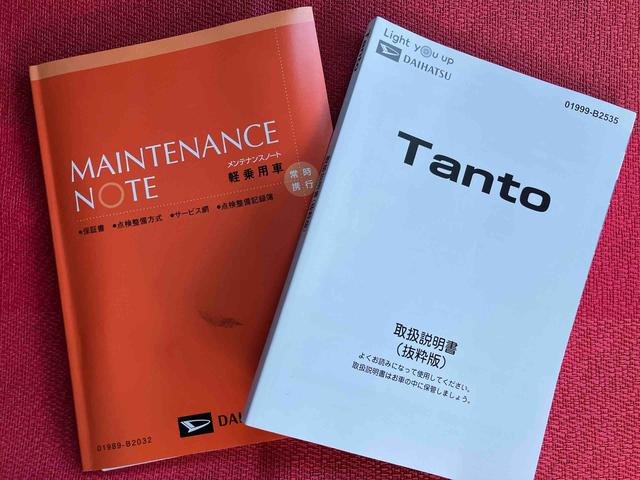 MAINTENANCE
NOTE
メンテナンスノート
軽乗用車
常時
携行
●保証書 ●点検整備方式 ●サービス網 ●点検整備記録簿
01989-B2032
Light you up
DAIHATSU
01999-B2535
Tanto
取扱説明書
(抜粋版)
よくお読みになって使用してください。
取扱説明書はお車の中に保管しましょう。